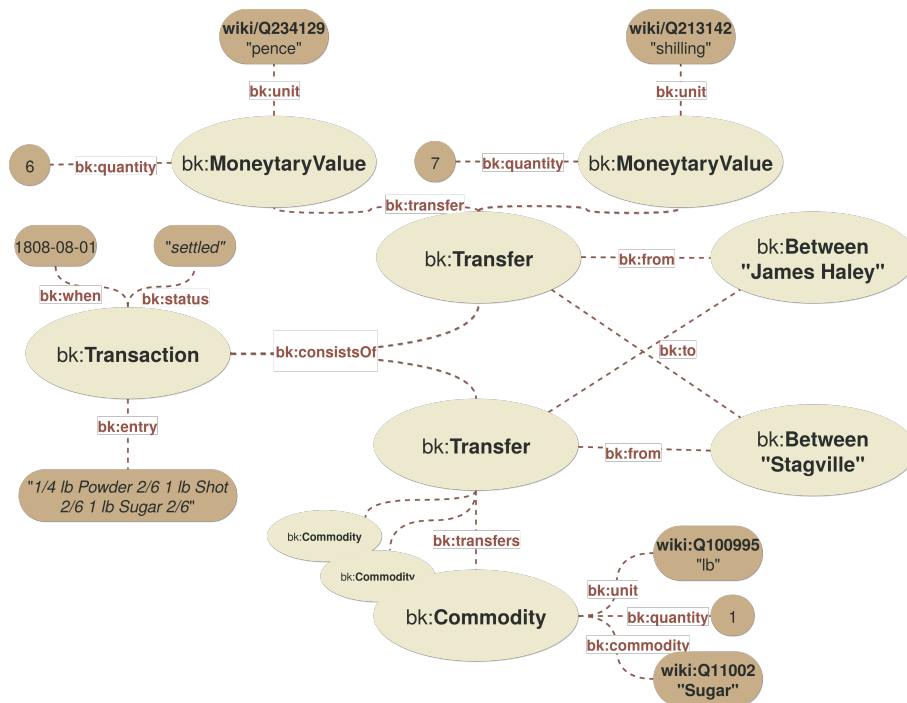 wiki/Q234129
"pence"
wiki/Q213142
"shilling"
bk:unit
bk:unit
6
bk:quantity
bk:MoneytaryValue
7
bk:quantity
bk:MoneytaryValue
bk:transfer
1808-08-01
"settled"
bk:Transfer
bk:from
bk:Between
"James Haley"
bk:when
bk:status
bk:Transaction
bk:consistsOf
bk:to
bk:entry
bk:Transfer
bk:from
bk:Between
"Stagville"
"1/4 lb Powder 2/6 1 lb Shot
2/6 1 lb Sugar 2/6"
bk:Commodity
bk:transfers
wiki:Q100995
"lb"
bk:Commodity
bk:unit
bk:Commodity
bk:quantity
1
bk:commodity
wiki:Q11002
"Sugar"